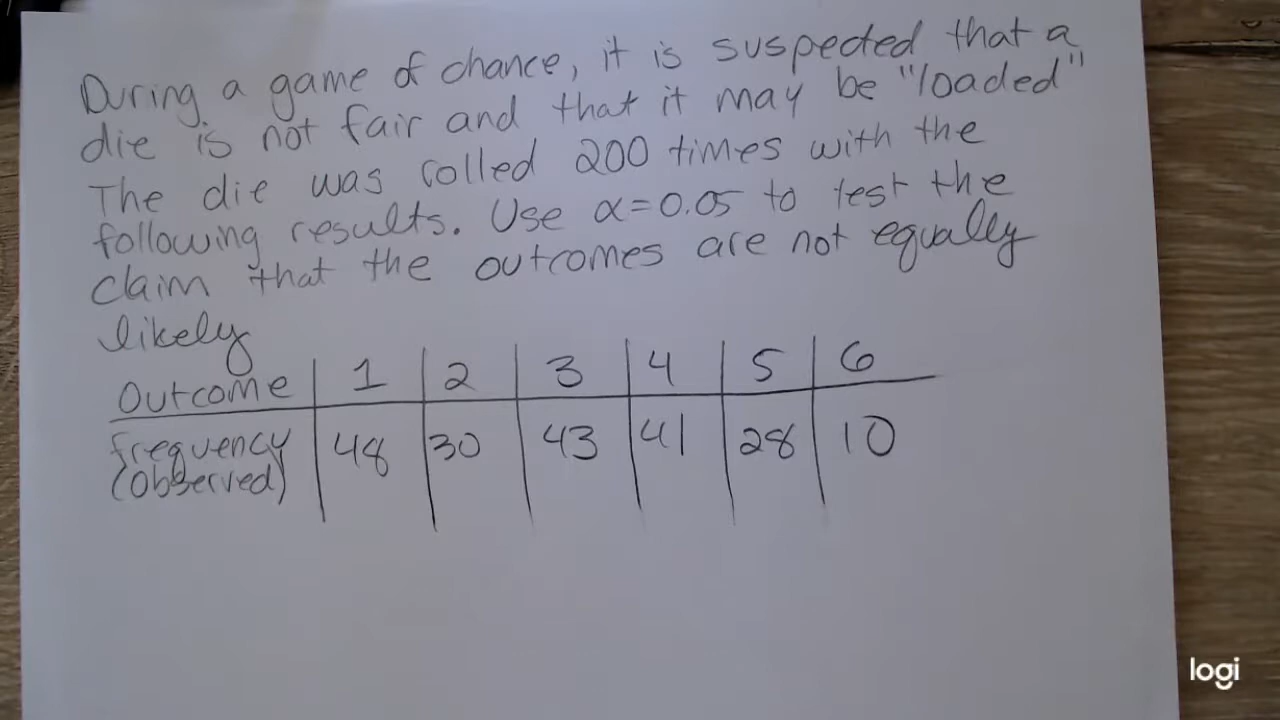 During a game of chance, it is suspected that a
die is not fair and that it may be "loaded"
The die was rolled 200 times with the
following results. Use α=0.05 to test the
claim that the outcomes are not equally
likely
Outcome 1 2 3 4 5 6
frequency 48 30 43 41 28 10
(Observed)
logi